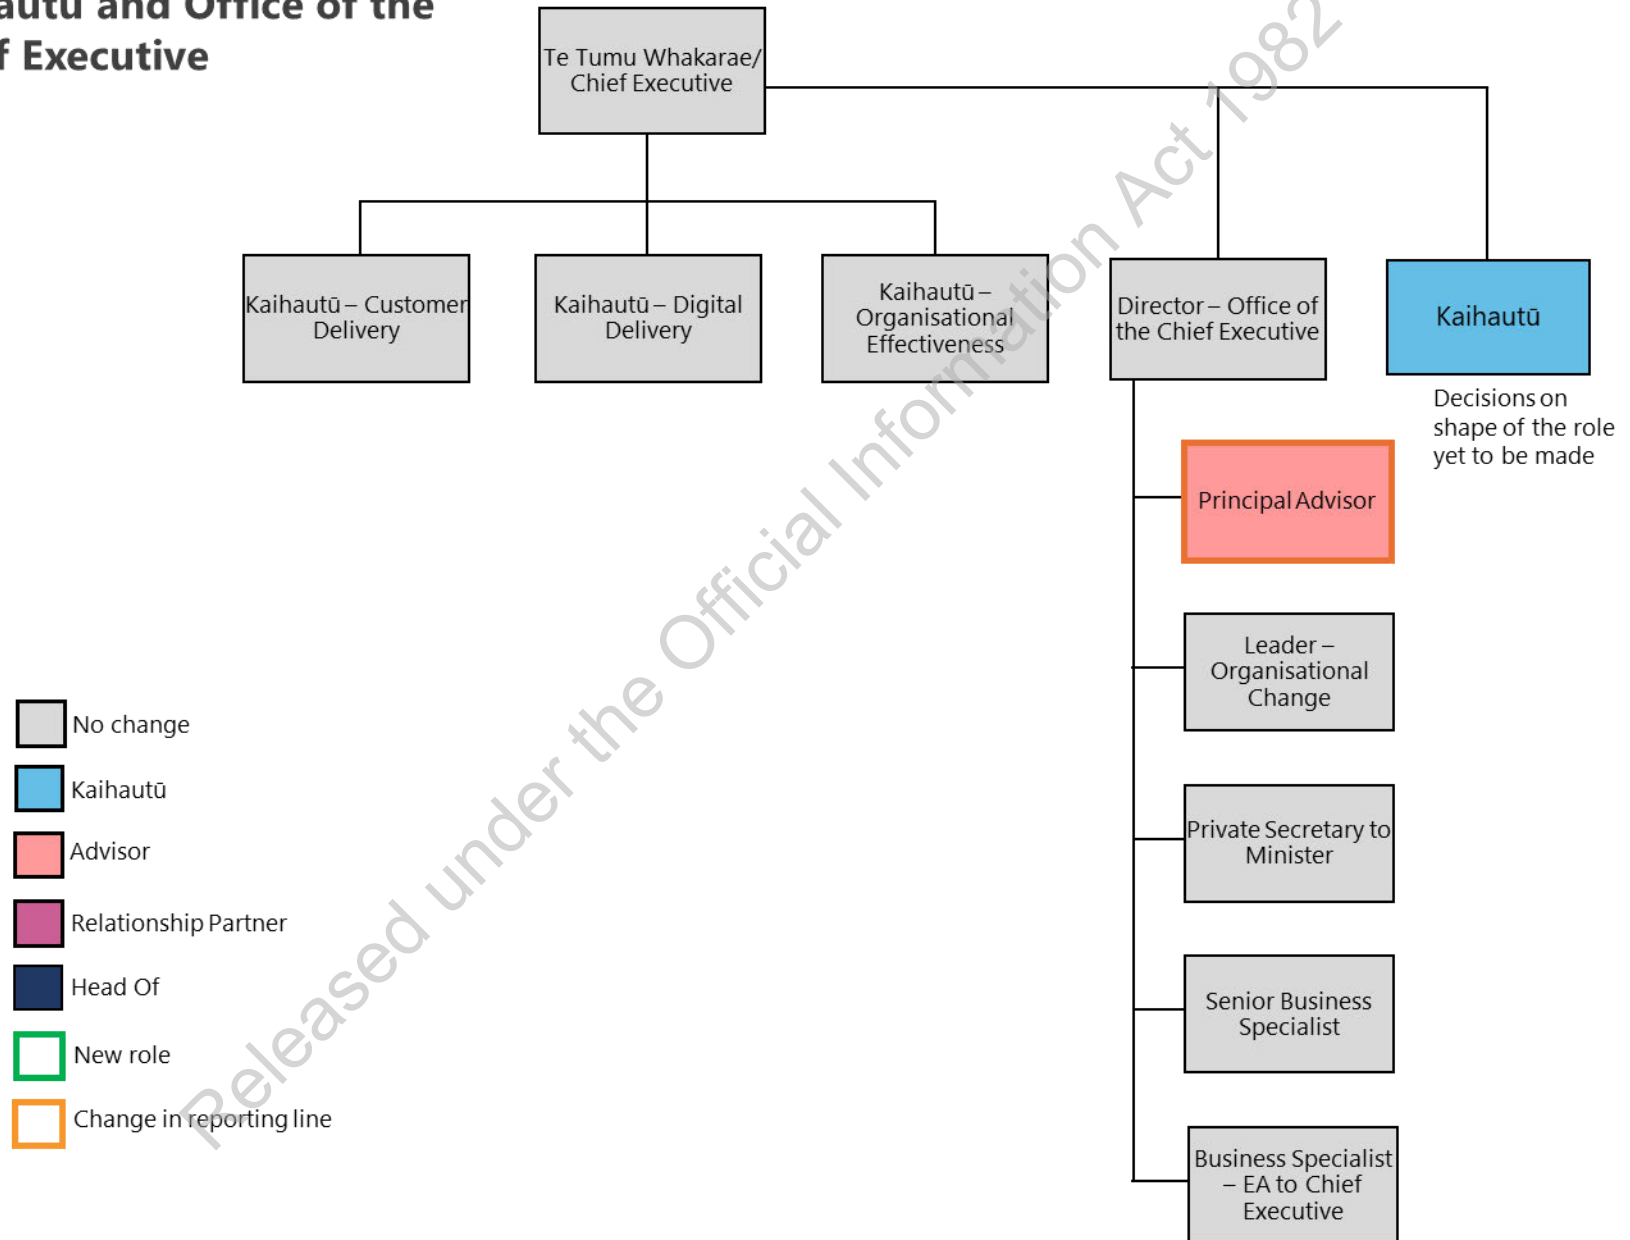 autū and Office of the
f Executive
Te Tumu Whakarae/
Chief Executive
Kaihautū – Customer
Delivery
Kaihautū – Digital
Delivery
Kaihautū –
Organisational
Effectiveness
Director – Office of
the Chief Executive
Kaihautū
Decisions on
shape of the role
yet to be made
Principal Advisor
Leader –
Organisational
Change
Private Secretary to
Minister
Senior Business
Specialist
Business Specialist
– EA to Chief
Executive
No change
Kaihautū
Advisor
Relationship Partner
Head Of
New role
Change in reporting line
Released under the Official Information Act 1982